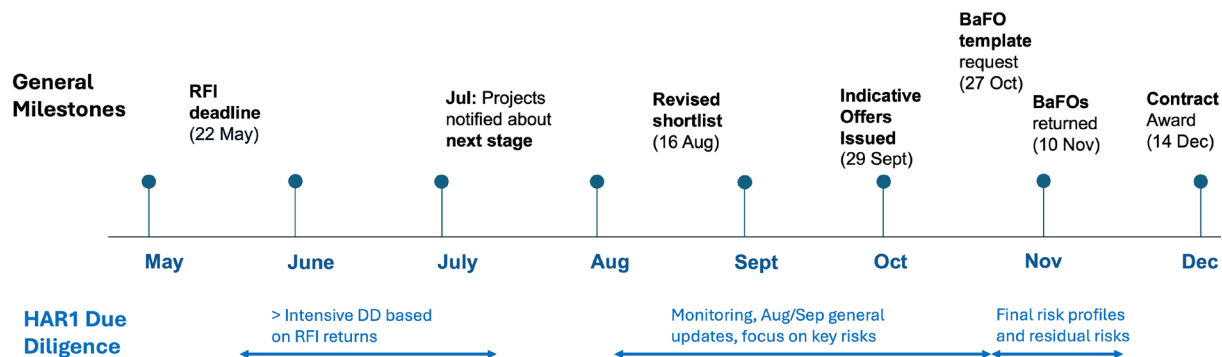 General
Milestones
RFI
deadline
(22 May)
Jul: Projects
notified about
next stage
Revised
shortlist
(16 Aug)
Indicative
Offers
Issued
(29 Sept)
BaFO
template
request
(27 Oct)
BaFOs
returned
(10 Nov)
Contract
Award
(14 Dec)
May
June
July
Aug
Sept
Oct
Nov
Dec
HAR1 Due
Diligence
> Intensive DD based
on RFI returns
Monitoring, Aug/Sep general
updates, focus on key risks
Final risk profiles
and residual risks